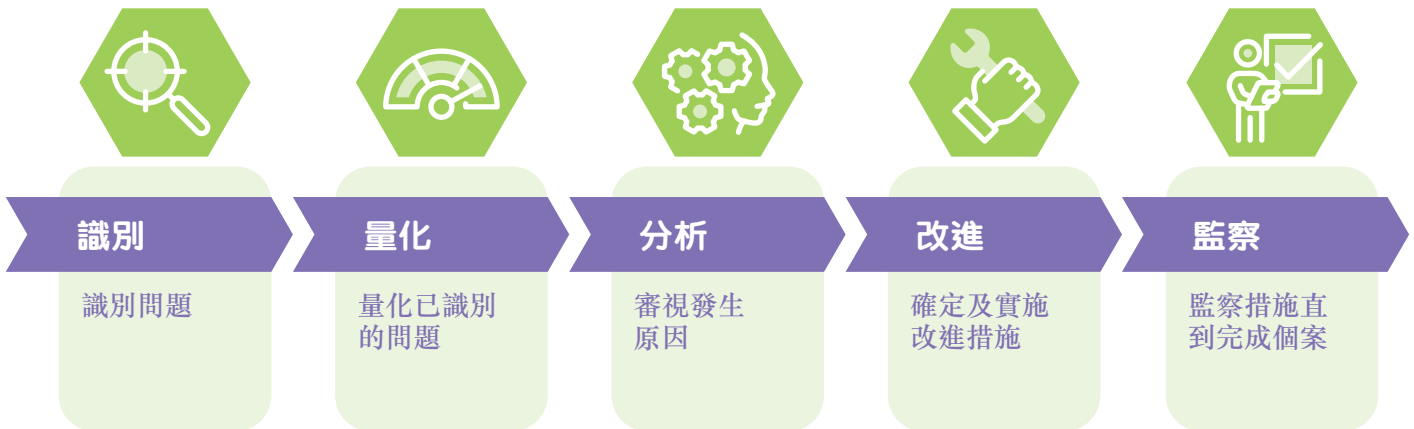 識別
識別問題
量化
量化已識別
的問題
分析
審視發生
原因
改進
確定及實施
改進措施
監察
監察措施直
到完成個案